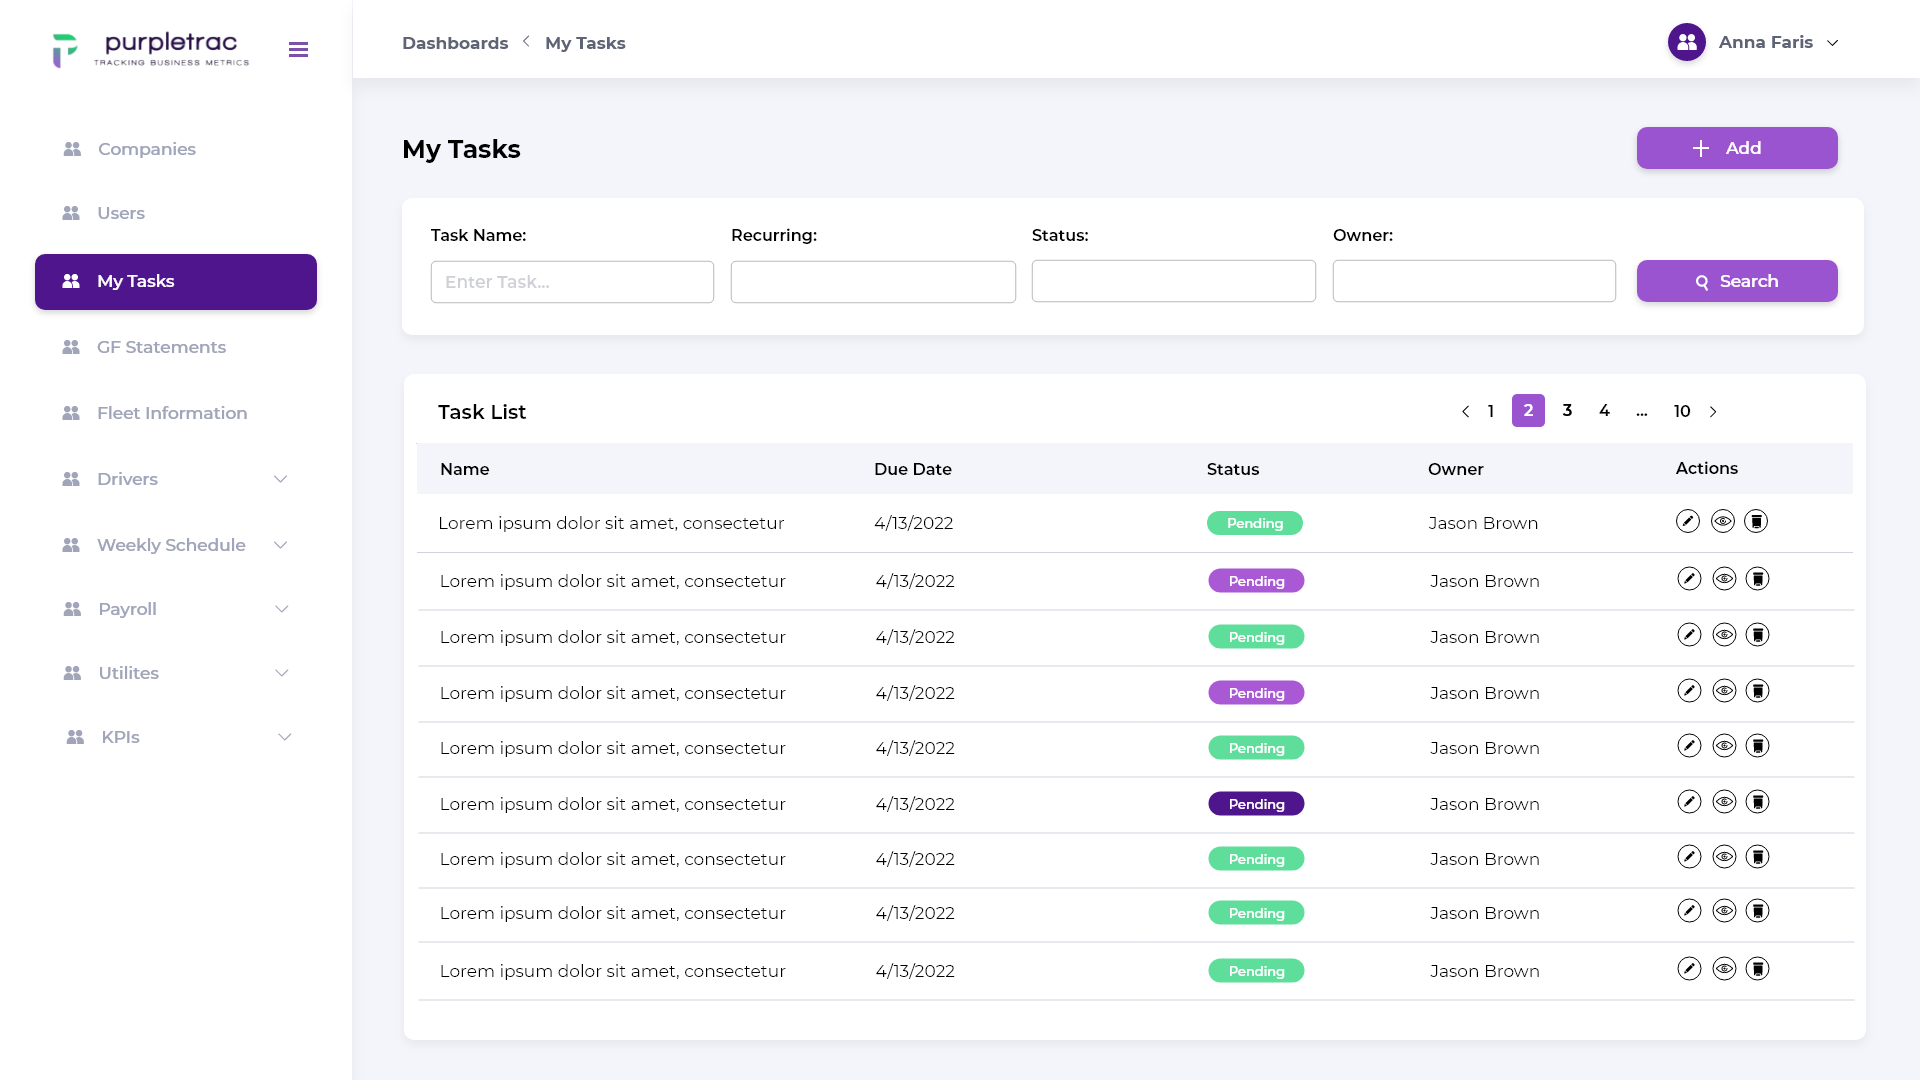 purpletrac
TRACKING BUSINESS METRICS
Dashboards My Tasks
Anna Faris
Companies
Users
My Tasks
GF Statements
Fleet Information
Drivers
Weekly Schedule
Payroll
Utilites
KPIs
My Tasks
Add
Task Name: Recurring: Status: Owner:
Enter Task...
Search
Task List
1 2 3 4 ... 10
Name Due Date Status Owner Actions
Lorem ipsum dolor sit amet, consectetur 4/13/2022 Pending Jason Brown
Lorem ipsum dolor sit amet, consectetur 4/13/2022 Pending Jason Brown
Lorem ipsum dolor sit amet, consectetur 4/13/2022 Pending Jason Brown
Lorem ipsum dolor sit amet, consectetur 4/13/2022 Pending Jason Brown
Lorem ipsum dolor sit amet, consectetur 4/13/2022 Pending Jason Brown
Lorem ipsum dolor sit amet, consectetur 4/13/2022 Pending Jason Brown
Lorem ipsum dolor sit amet, consectetur 4/13/2022 Pending Jason Brown
Lorem ipsum dolor sit amet, consectetur 4/13/2022 Pending Jason Brown
Lorem ipsum dolor sit amet, consectetur 4/13/2022 Pending Jason Brown